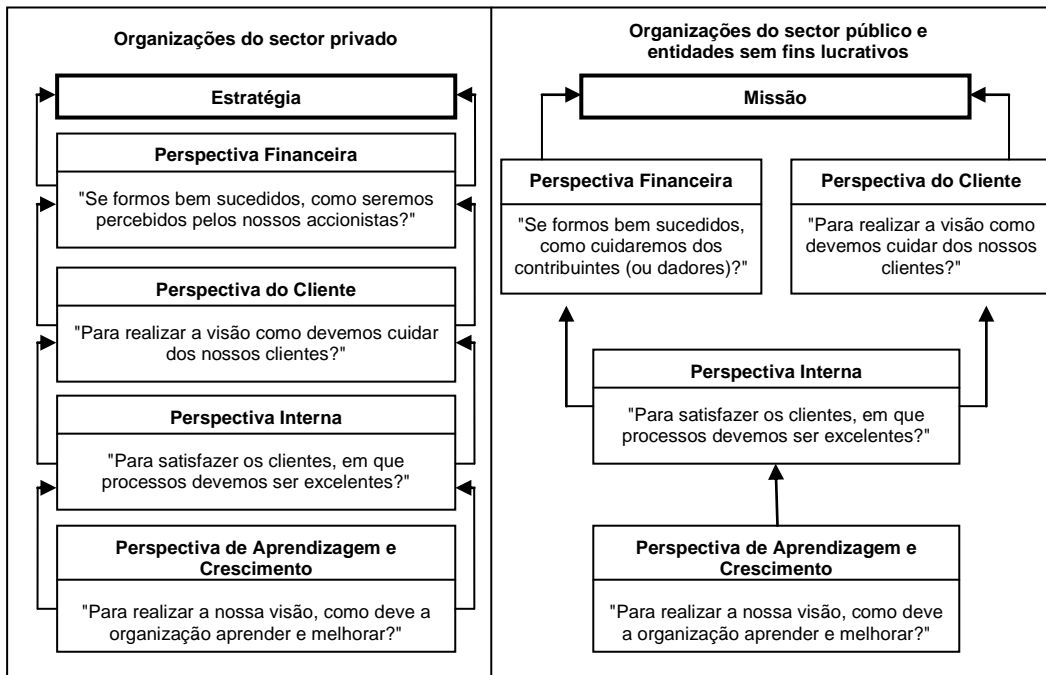 Organizações do sector privado
Estratégia
Perspectiva Financeira
"Se formos bem sucedidos, como seremos
percebidos pelos nossos accionistas?"
Perspectiva do Cliente
"Para realizar a visão como devemos cuidar
dos nossos clientes?"
Perspectiva Interna
"Para satisfazer os clientes, em que
processos devemos ser excelentes?"
Perspectiva de Aprendizagem e
Crescimento
"Para realizar a nossa visão, como deve a
organização aprender e melhorar?"
Organizações do sector público e
entidades sem fins lucrativos
Missão
Perspectiva Financeira
"Se formos bem sucedidos,
como cuidaremos dos
contribuintes (ou dadores)?"
Perspectiva do Cliente
"Para realizar a visão como
devemos cuidar dos nossos
clientes?"
Perspectiva Interna
"Para satisfazer os clientes, em que
processos devemos ser excelentes?"
Perspectiva de Aprendizagem e
Crescimento
"Para realizar a nossa visão, como deve
a organização aprender e melhorar?"